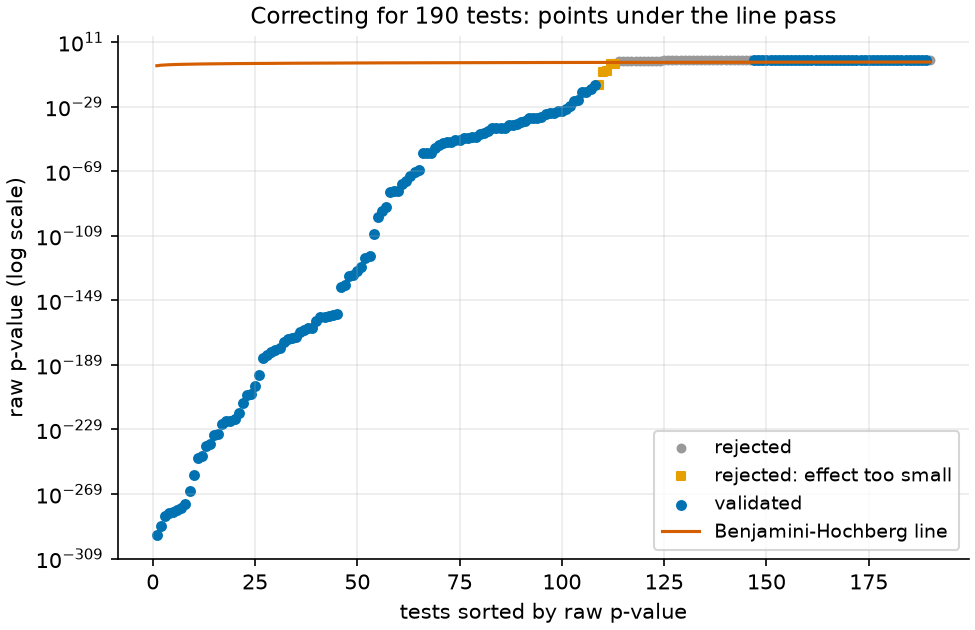 Correcting for 190 tests: points under the line pass
raw p-value (log scale)
10^11
10^−29
10^−69
10^−109
10^−149
10^−189
10^−229
10^−269
10^−309
rejected
rejected: effect too small
validated
Benjamini-Hochberg line
0 25 50 75 100 125 150 175
tests sorted by raw p-value